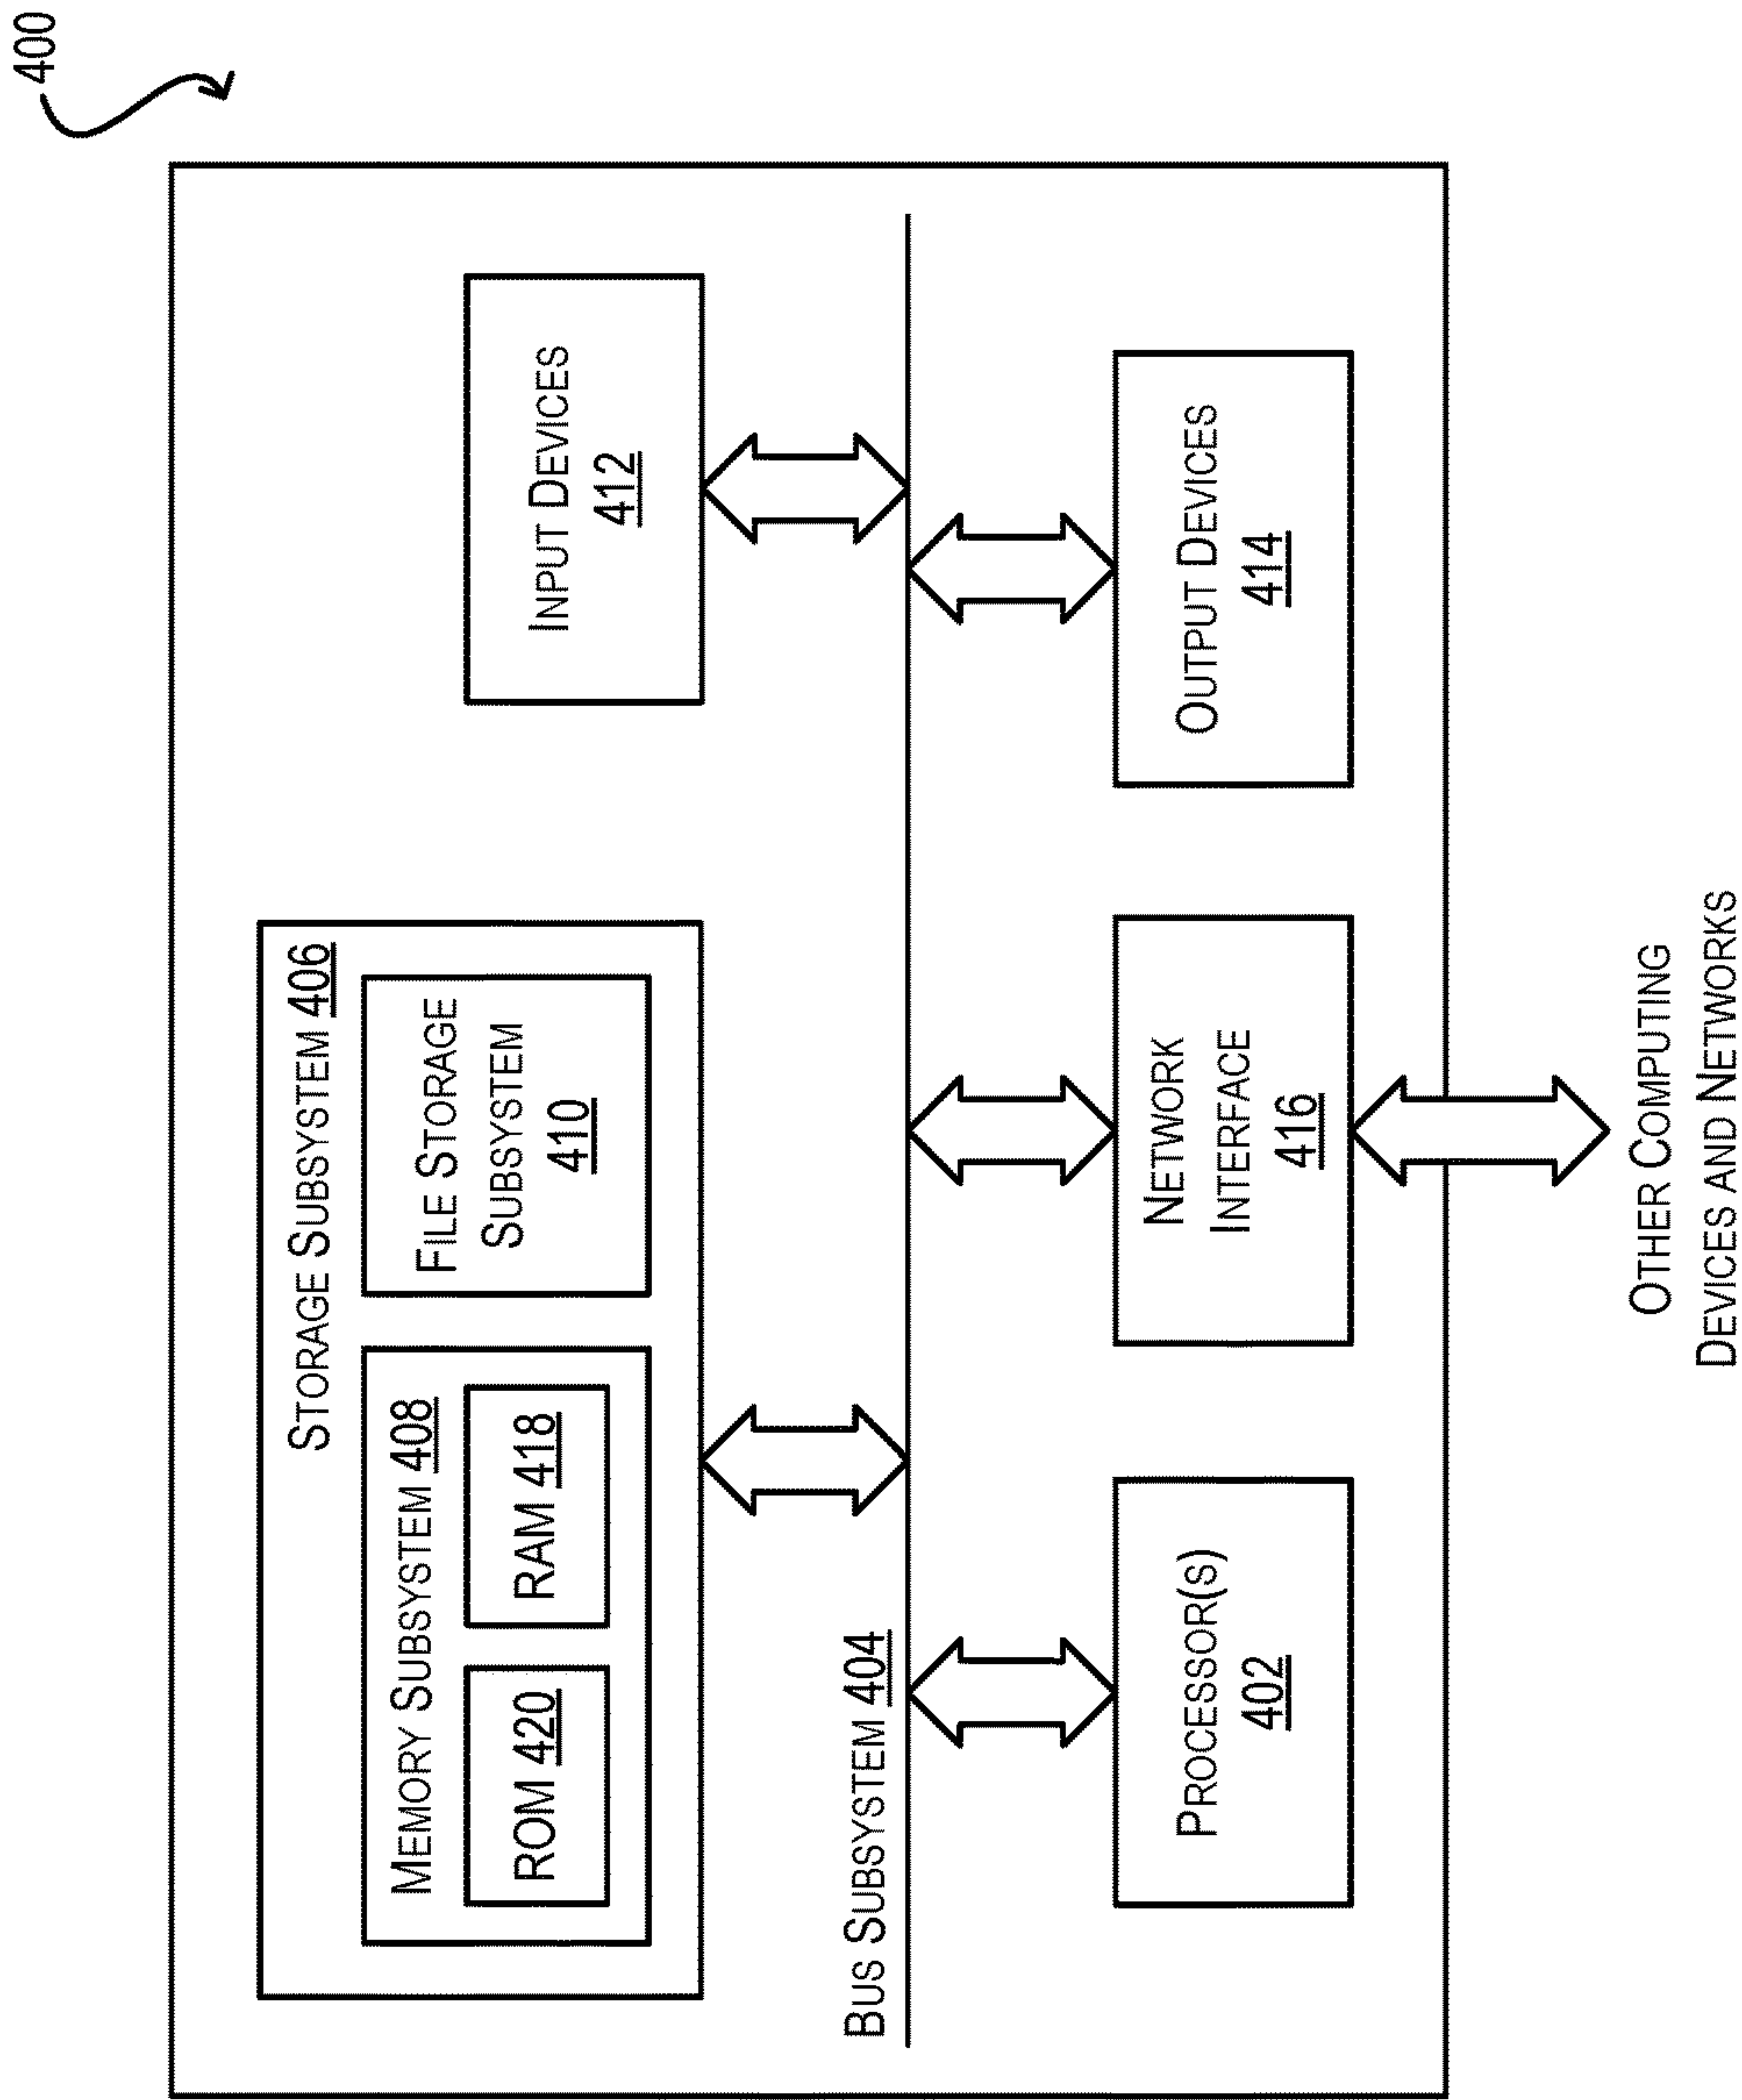 400
STORAGE SUBSYSTEM 406
MEMORY SUBSYSTEM 408
ROM 420
RAM 418
FILE STORAGE
SUBSYSTEM
410
INPUT DEVICES
412
BUS SUBSYSTEM 404
PROCESSOR(S)
402
NETWORK
INTERFACE
416
OUTPUT DEVICES
414
OTHER COMPUTING
DEVICES AND NETWORKS